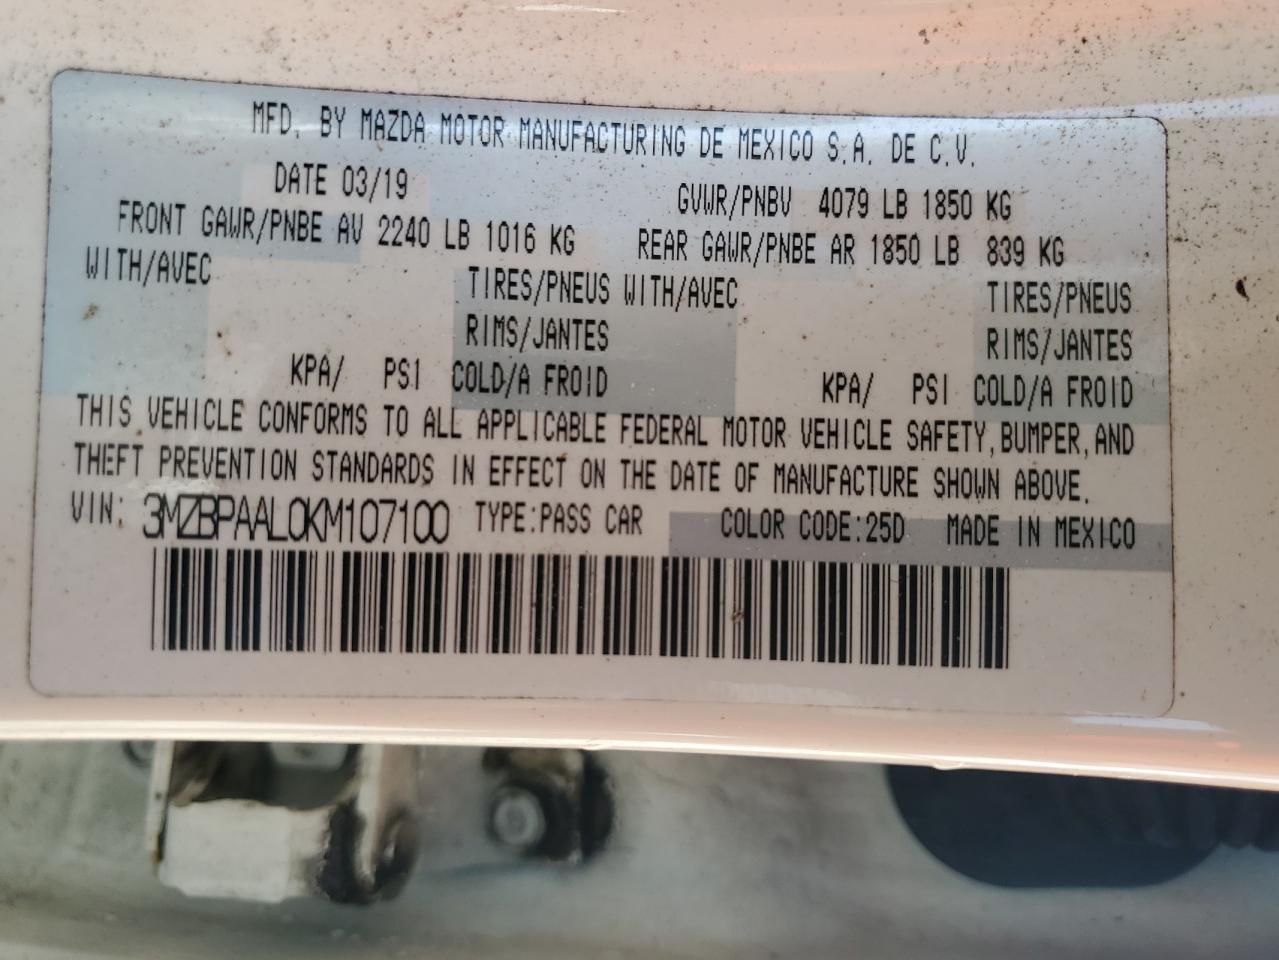 MFD. BY MAZDA MOTOR MANUFACTURING DE MEXICO S.A. DE C.V.
DATE 03/19 GVWR/PNBV 4079 LB 1850 KG
FRONT GAWR/PNBE AV 2240 LB 1016 KG REAR GAWR/PNBE AR 1850 LB 839 KG
WITH/AVEC TIRES/PNEUS WITH/AVEC TIRES/PNEUS
RIMS/JANTES RIMS/JANTES
KPA/ PSI COLD/A FROID KPA/ PSI COLD/A FROID
THIS VEHICLE CONFORMS TO ALL APPLICABLE FEDERAL MOTOR VEHICLE SAFETY, BUMPER, AND
THEFT PREVENTION STANDARDS IN EFFECT ON THE DATE OF MANUFACTURE SHOWN ABOVE.
VIN: 3MZBPAAL0KM107100 TYPE:PASS CAR COLOR CODE:25D MADE IN MEXICO